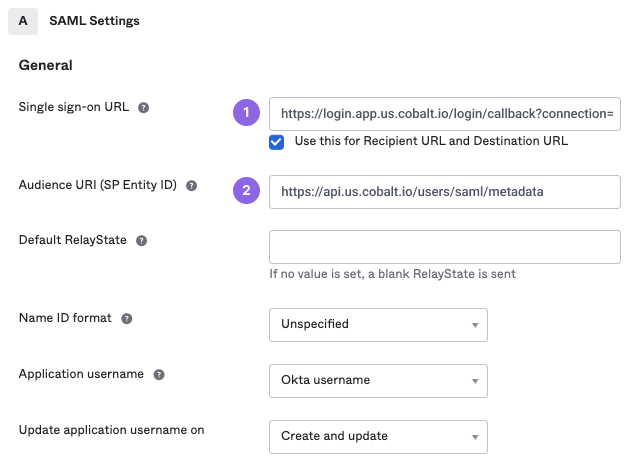 A SAML Settings
General
Single sign-on URL ?
1 https://login.app.us.cobalt.io/login/callback?connection=
Use this for Recipient URL and Destination URL
Audience URI (SP Entity ID) ?
2 https://api.us.cobalt.io/users/saml/metadata
Default RelayState ?
If no value is set, a blank RelayState is sent
Name ID format ? Unspecified
Application username ? Okta username
Update application username on Create and update